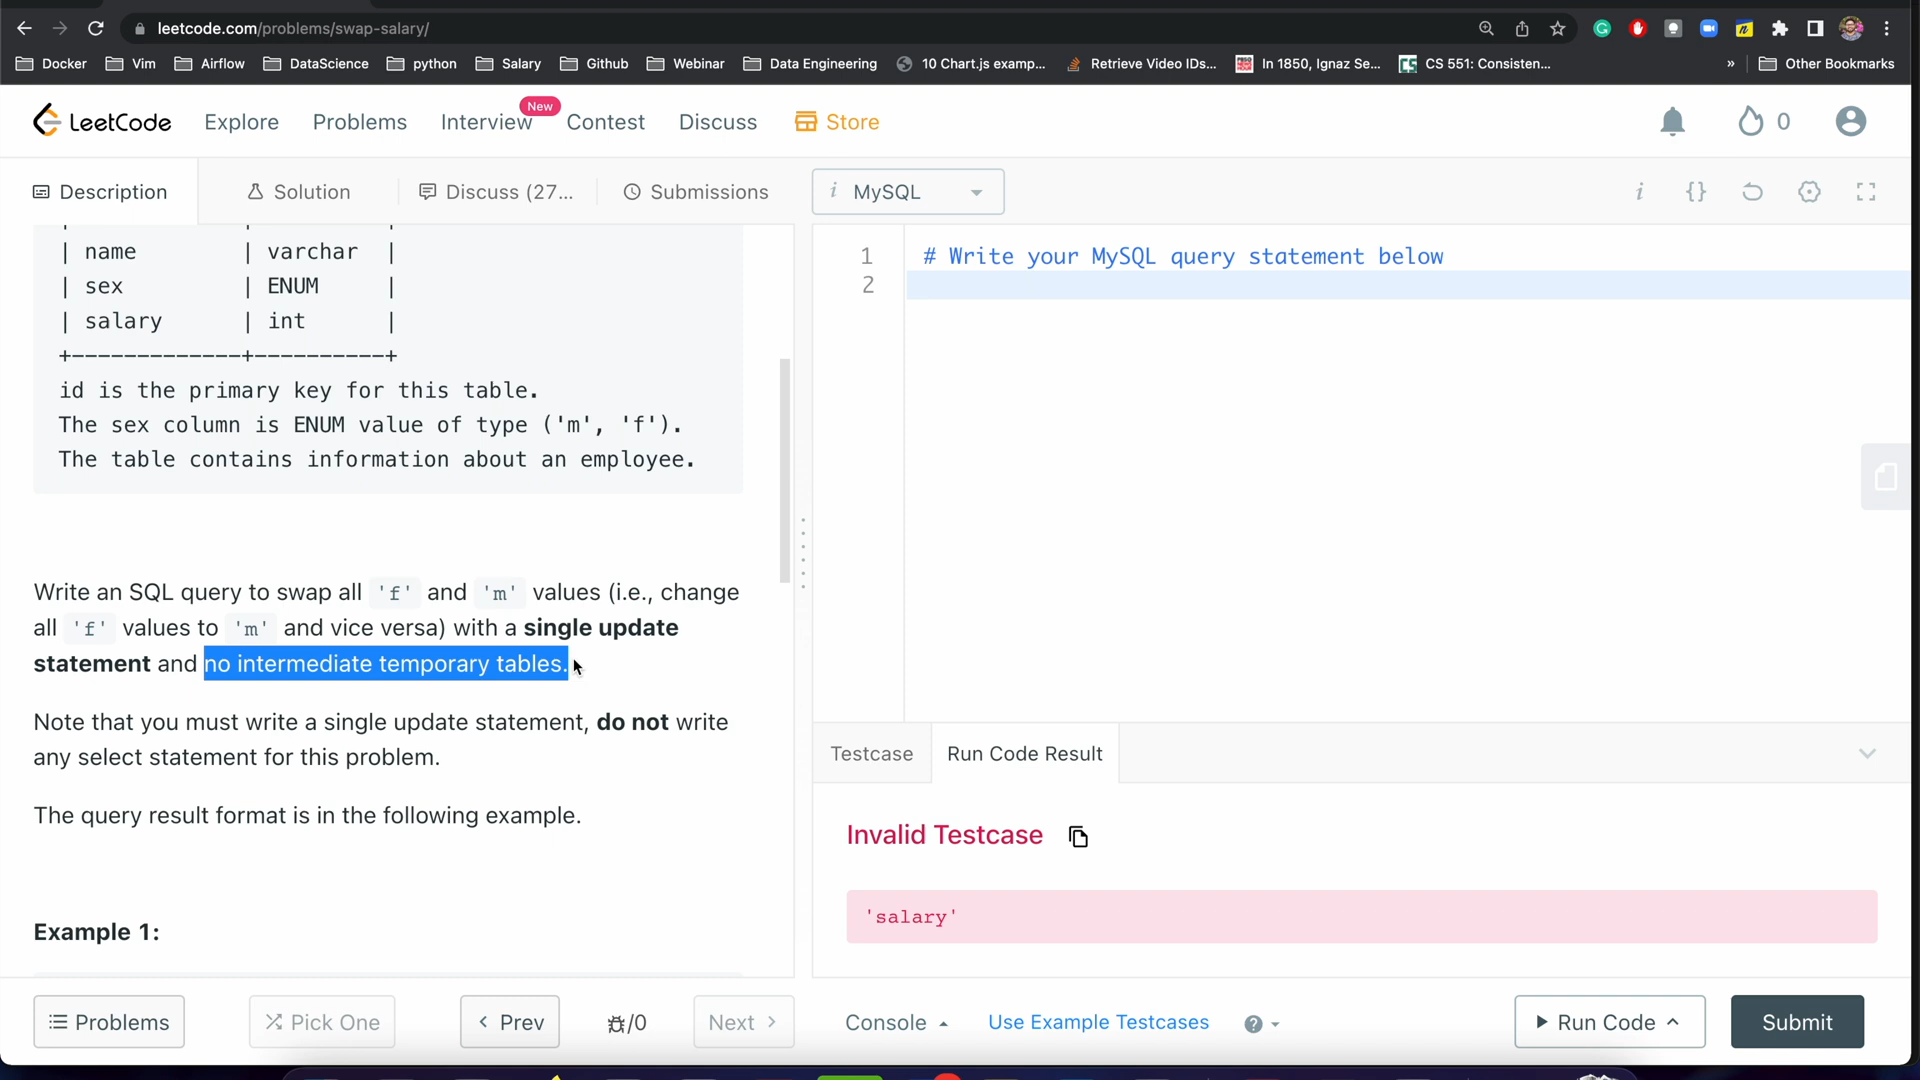 leetcode.com/problems/swap-salary/
Docker Vim Airflow DataScience python Salary Github Webinar Data Engineering 10 Chart.js examp... Retrieve Video IDs... In 1850, Ignaz Se... CS 551: Consisten... » Other Bookmarks
LeetCode Explore Problems Interview New Contest Discuss Store 0
Description Solution Discuss (27... Submissions
i MySQL
| name | varchar |
| sex | ENUM |
| salary | int |
+-------------+----------+
id is the primary key for this table.
The sex column is ENUM value of type ('m', 'f').
The table contains information about an employee.
Write an SQL query to swap all 'f' and 'm' values (i.e., change
all 'f' values to 'm' and vice versa) with a single update
statement and no intermediate temporary tables.
Note that you must write a single update statement, do not write
any select statement for this problem.
The query result format is in the following example.
Example 1:
i {}
1 # Write your MySQL query statement below
2
Testcase Run Code Result
Invalid Testcase
'salary'
Problems Pick One < Prev /0 Next > Console Use Example Testcases ? Run Code Submit